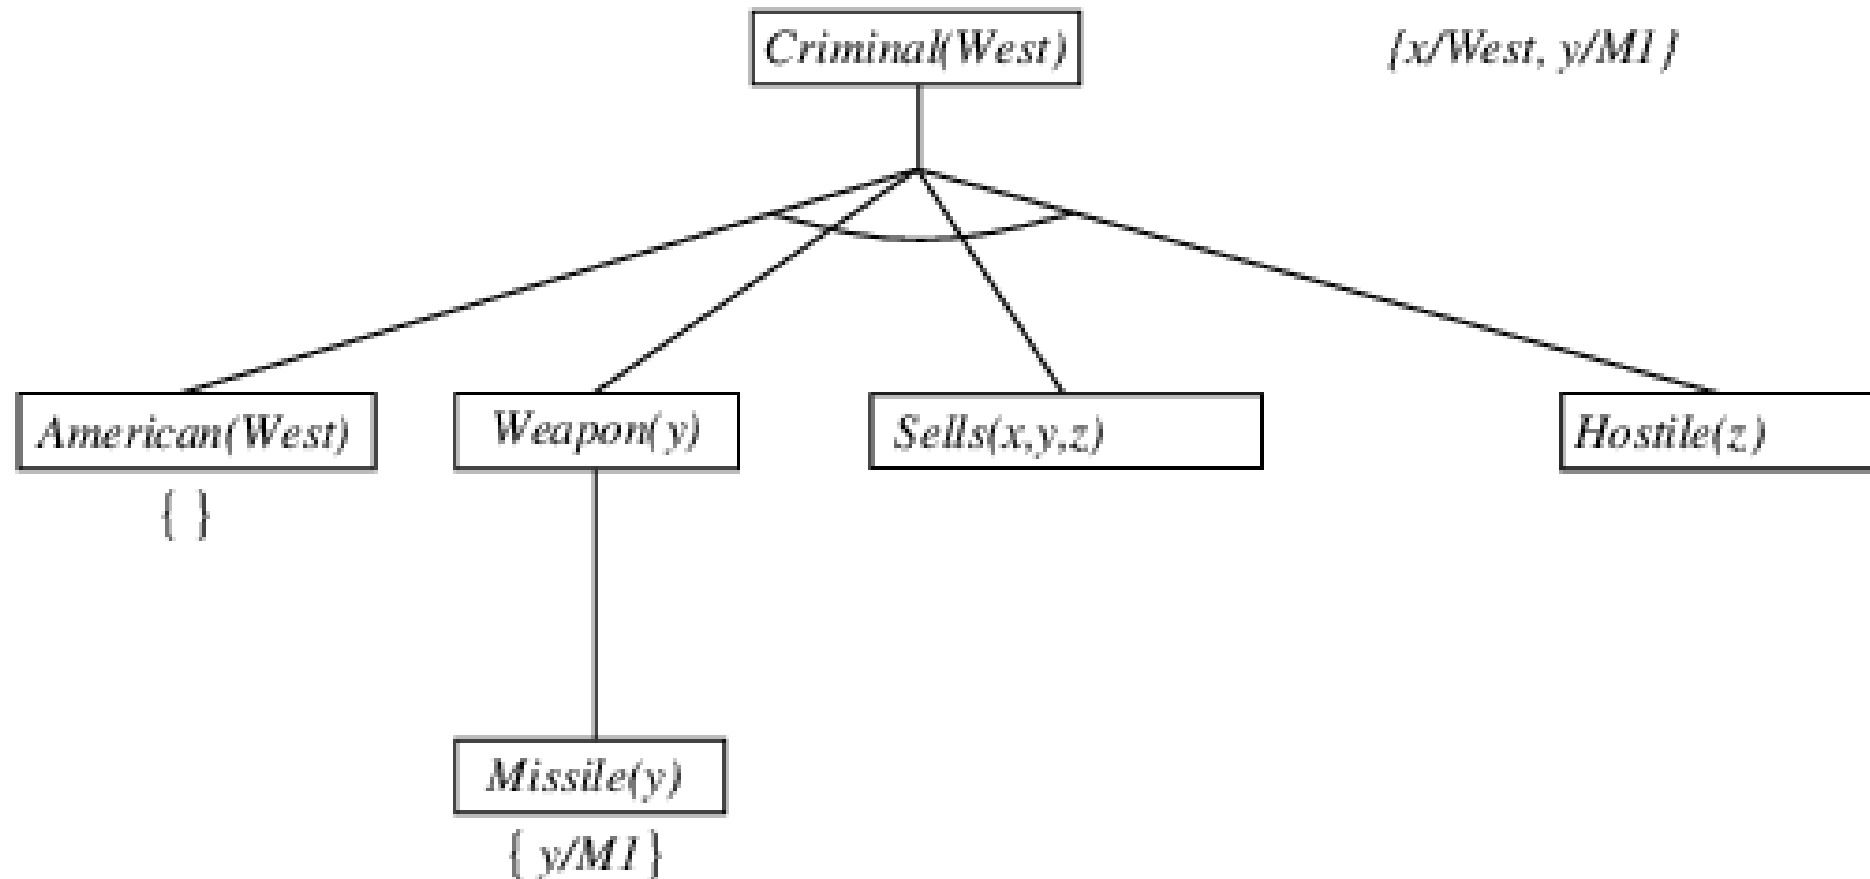 Criminal(West)
{x/West, y/M1}
American(West)
Weapon(y)
Sells(x,y,z)
Hostile(z)
{ }
Missile(y)
{ y/M1}